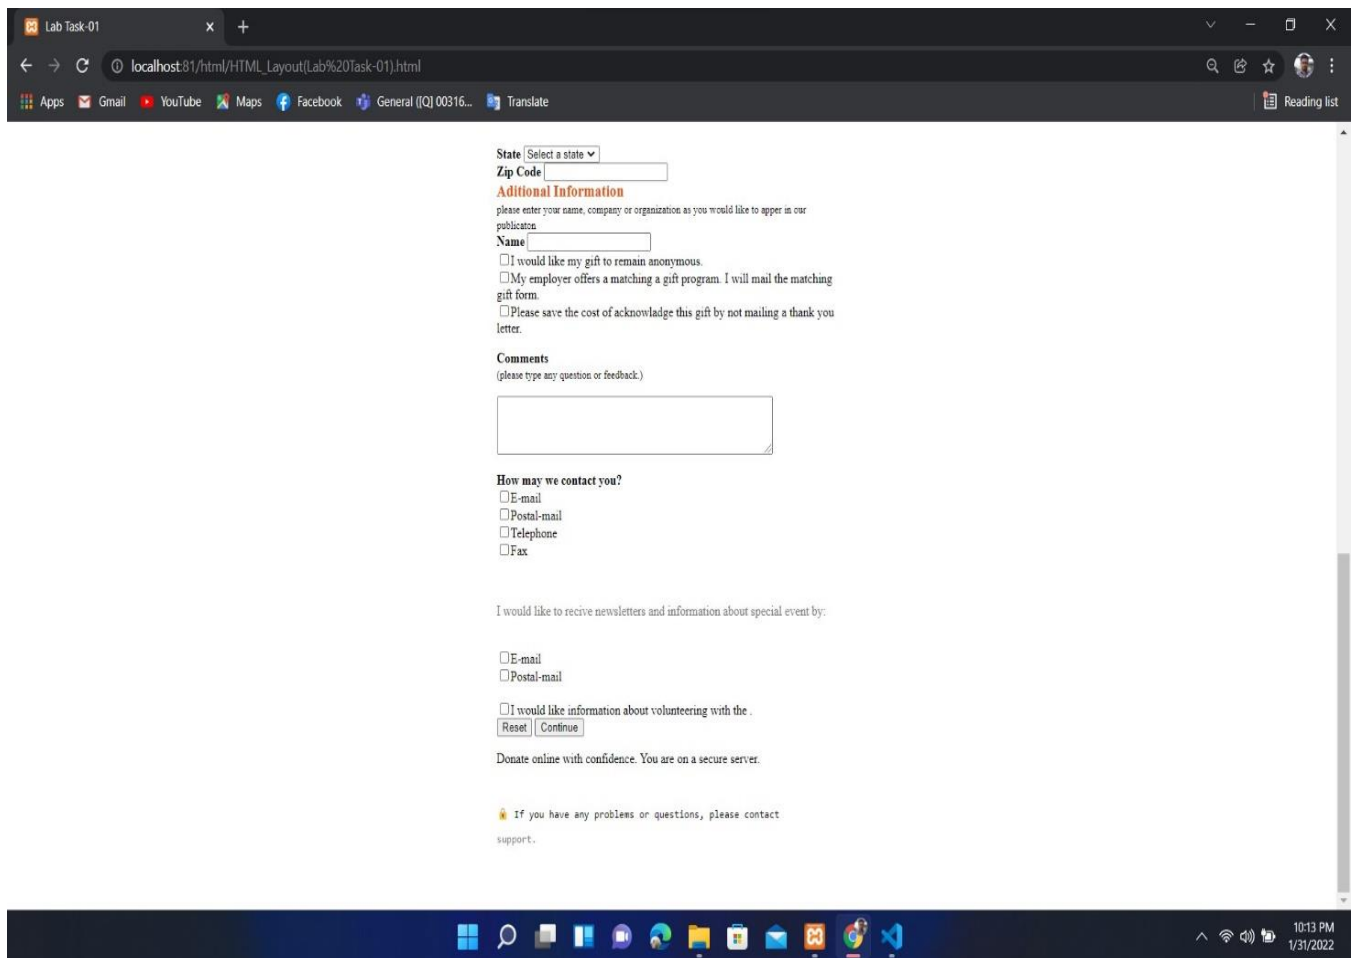 Lab Task-01
localhost:81/html/HTML_Layout(Lab%20Task-01).html
Apps Gmail YouTube Maps Facebook General ([Q] 00316... Translate Reading list
State Select a state
Zip Code
Aditional Information
please enter your name, company or organization as you would like to apper in our
publicaton
Name
I would like my gift to remain anonymous.
My employer offers a matching a gift program. I will mail the matching
gift form.
Please save the cost of acknowladge this gift by not mailing a thank you
letter.
Comments
(please type any question or feedback.)
How may we contact you?
E-mail
Postal-mail
Telephone
Fax
I would like to recive newsletters and information about special event by:
E-mail
Postal-mail
I would like information about volunteering with the .
Reset Continue
Donate online with confidence. You are on a secure server.
If you have any problems or questions, please contact
support.
10:13 PM
1/31/2022